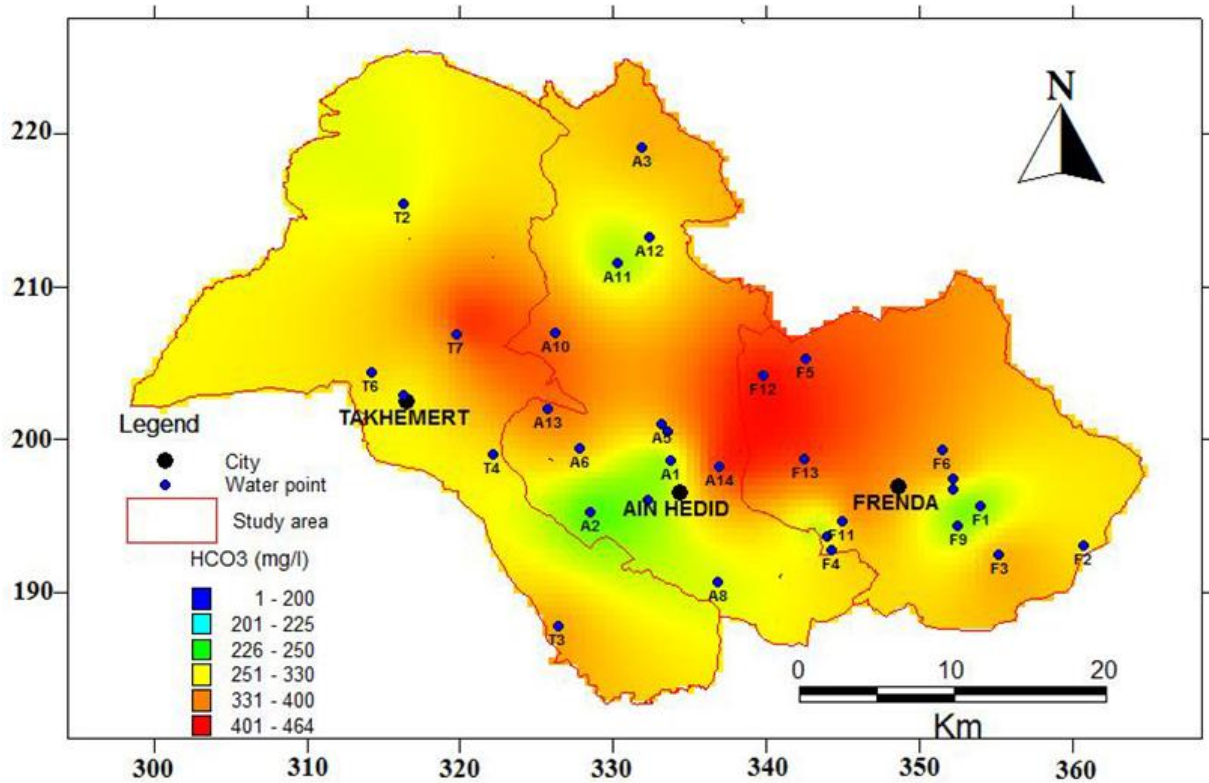 N
220
210
200
190
300
310
320
330
340
350
360
A3
T2
A12
A11
T7
A10
F5
F12
T6
TAKHEMERT
A13
A5
A6
A1
A14
F13
F6
T4
AIN HEDID
FRENDA
A2
F11
F1
F9
F4
F3
F2
A8
T3
Legend
City
Water point
Study area
HCO3 (mg/l)
1 - 200
201 - 225
226 - 250
251 - 330
331 - 400
401 - 464
0 10 20
Km